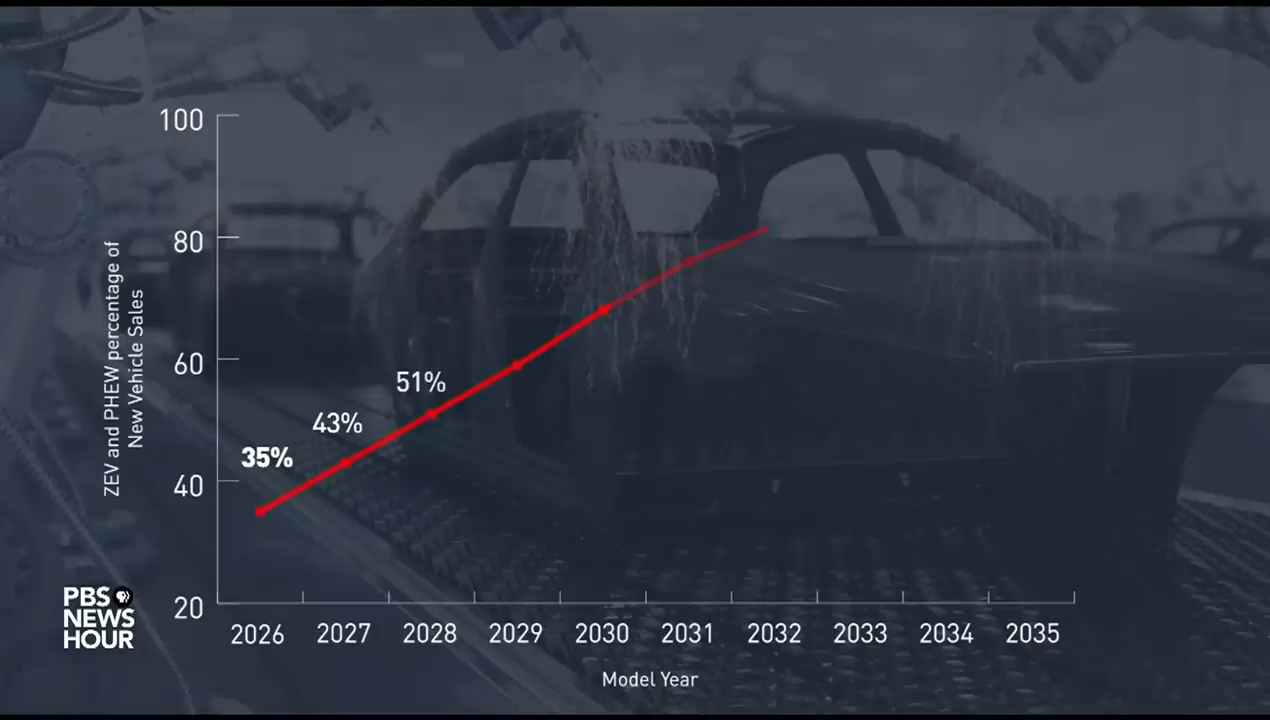 100
80
60
40
20
ZEV and PHEW percentage of
New Vehicle Sales
35%
43%
51%
2026 2027 2028 2029 2030 2031 2032 2033 2034 2035
Model Year
PBS
NEWS
HOUR